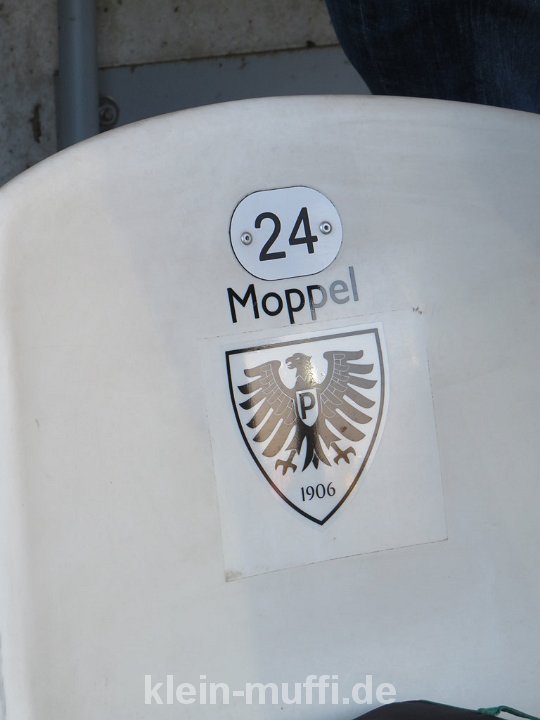 24
Moppel
P
1906
klein-muffi.de